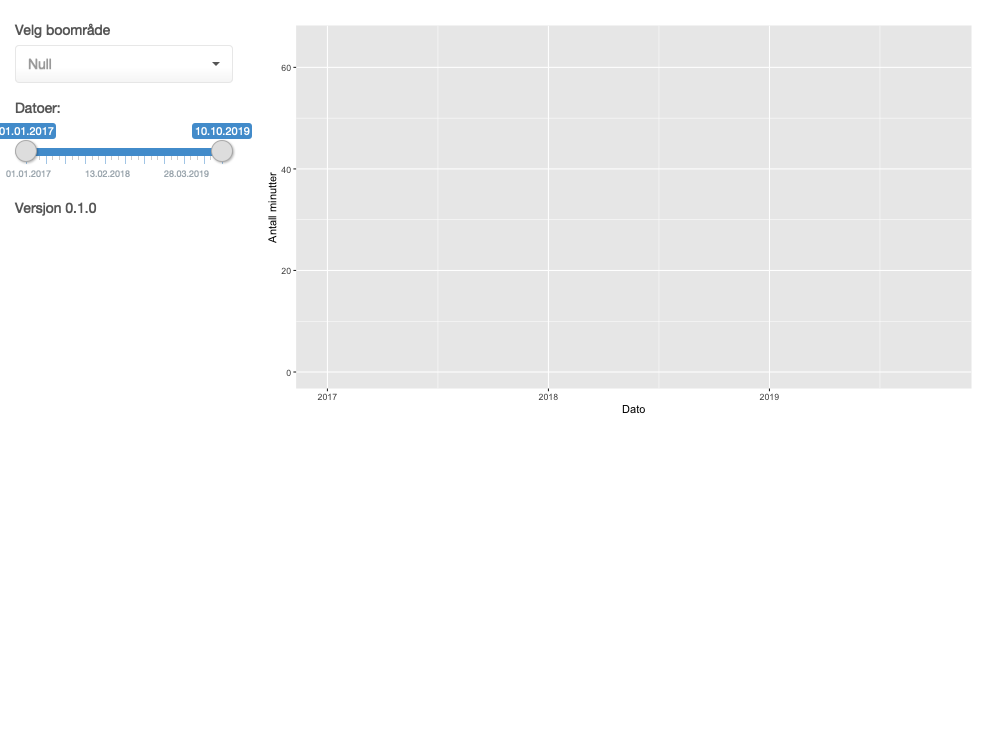 Velg boområde
Null
Datoer:
01.01.2017
10.10.2019
01.01.2017
13.02.2018
28.03.2019
Versjon 0.1.0
Antall minutter
60
40
20
0
2017
2018
2019
Dato